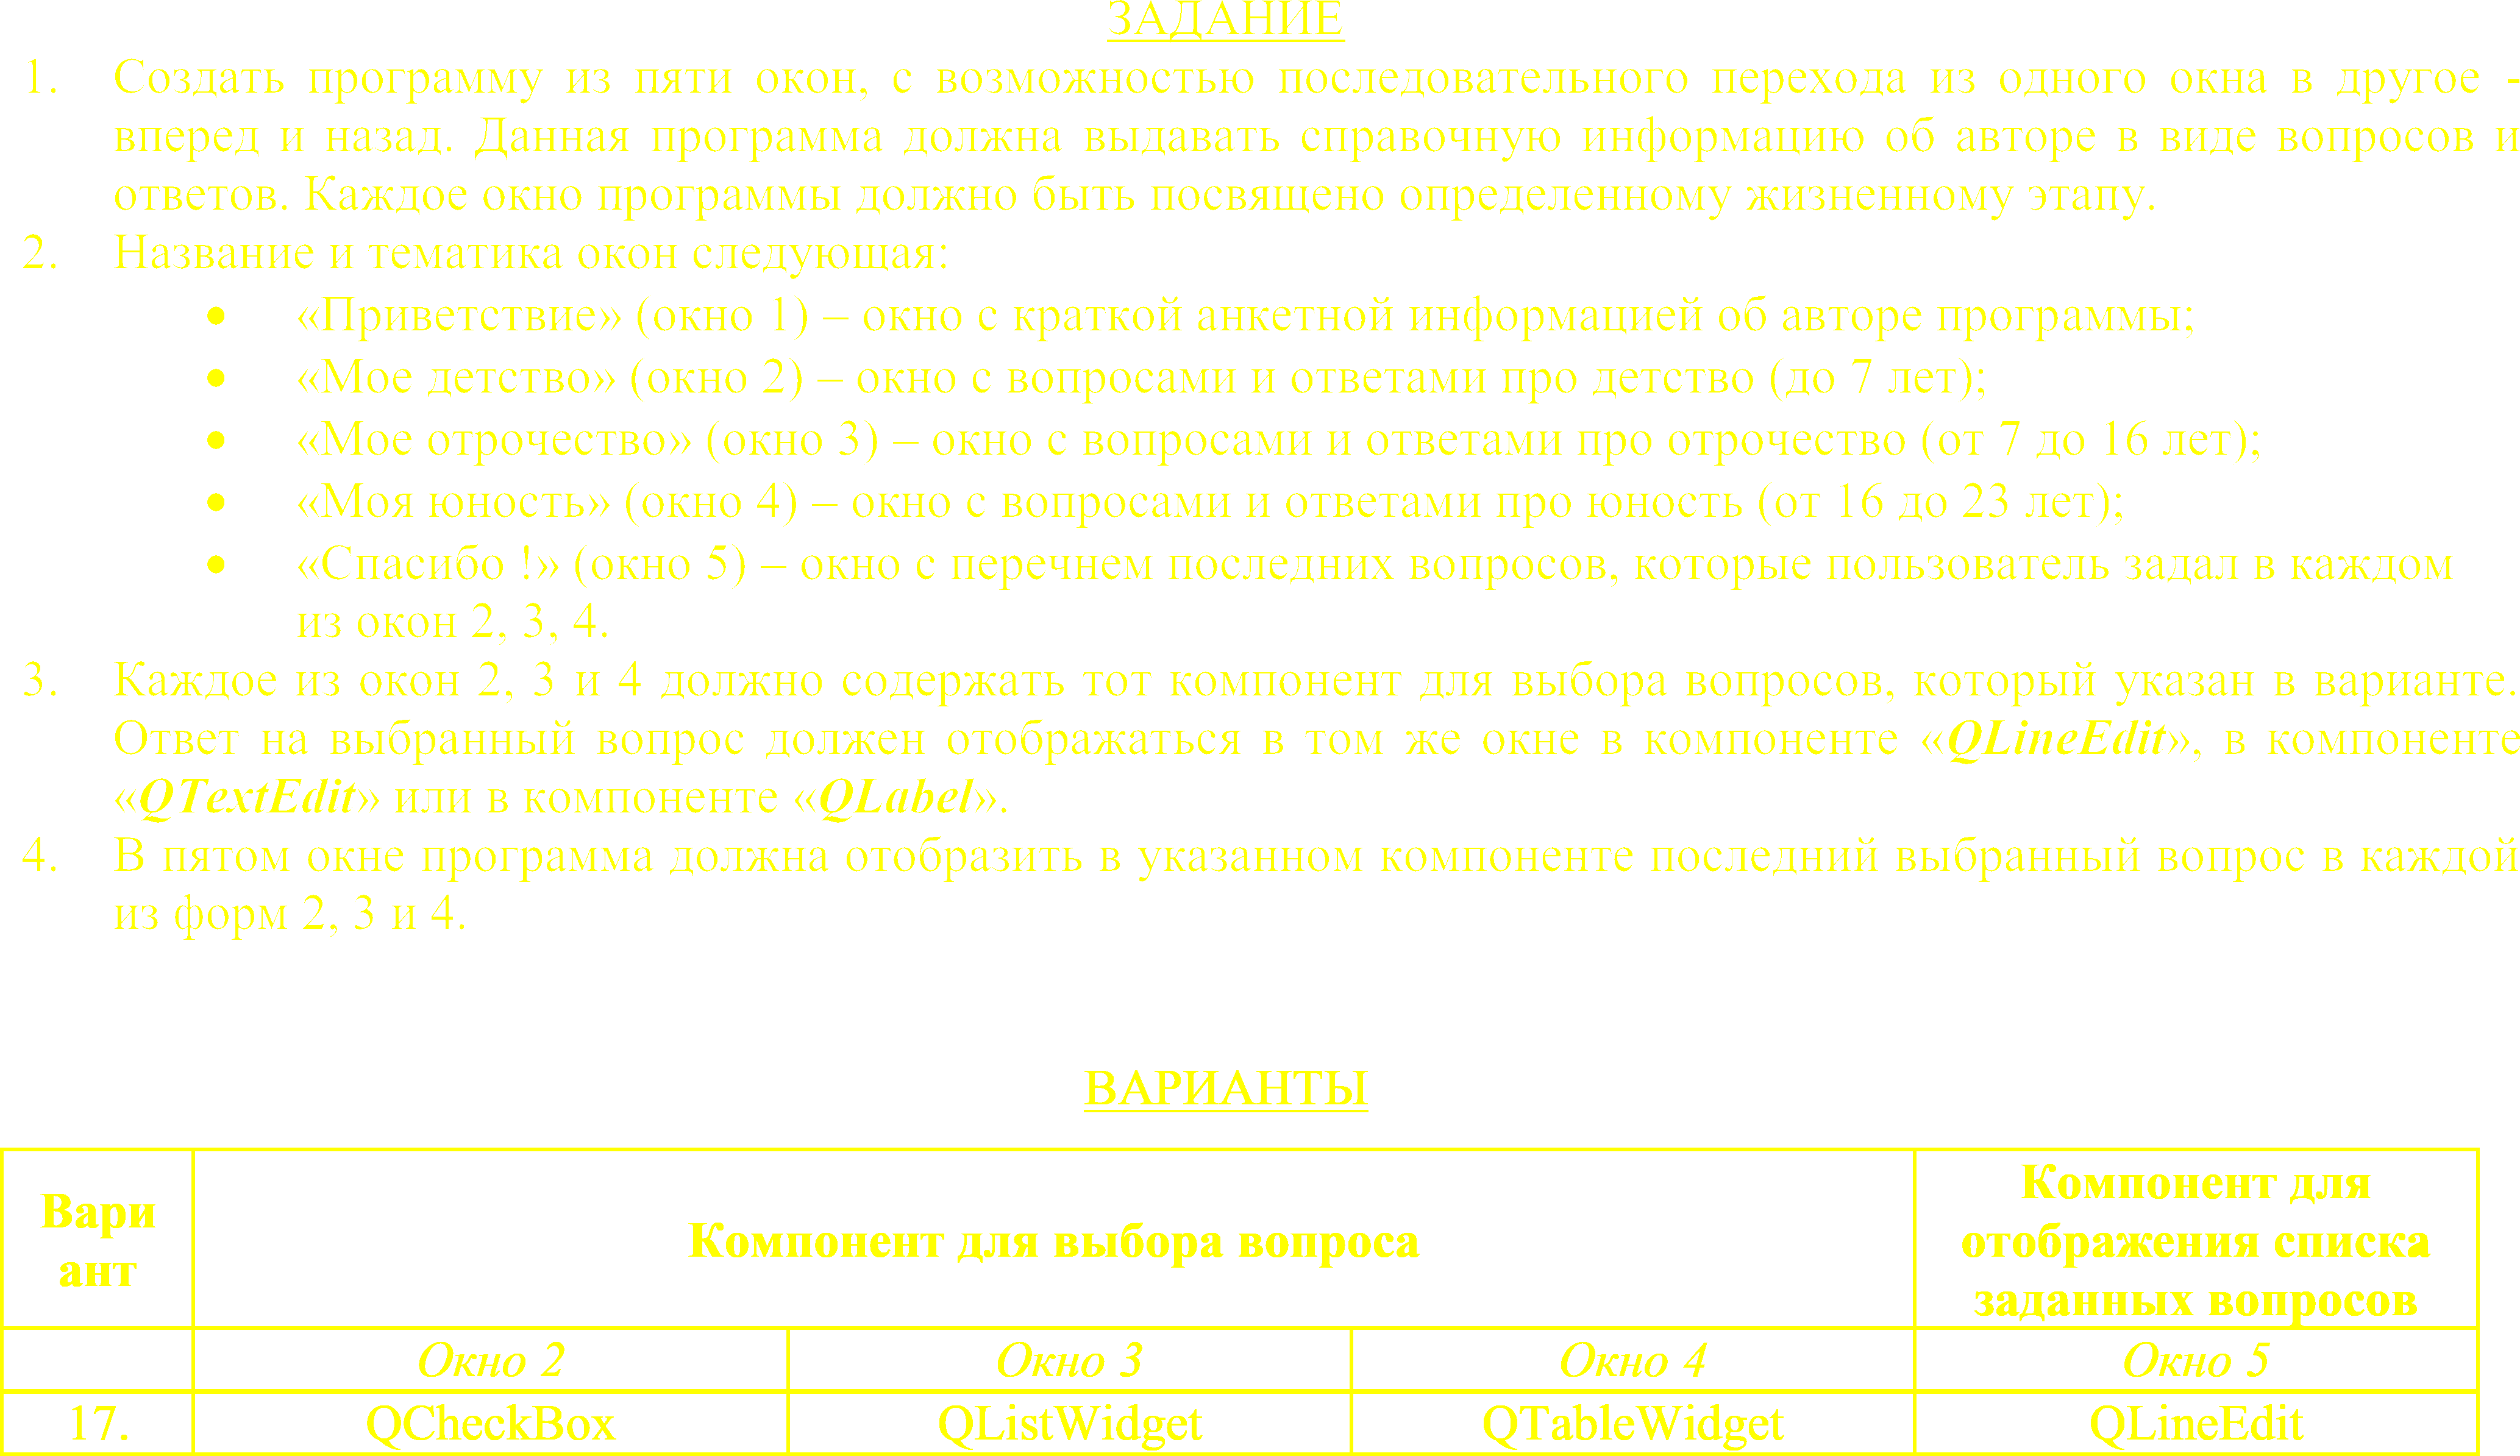 ЗАДАНИЕ
1. Создать программу из пяти окон, с возможностью последовательного перехода из одного окна в другое -
вперед и назад. Данная программа должна выдавать справочную информацию об авторе в виде вопросов и
ответов. Каждое окно программы должно быть посвящено определенному жизненному этапу.
2. Название и тематика окон следуюшая:
• «Приветствие» (окно 1) – окно с краткой анкетной информацией об авторе программы;
• «Мое детство» (окно 2) – окно с вопросами и ответами про детство (до 7 лет);
• «Мое отрочество» (окно 3) – окно с вопросами и ответами про отрочество (от 7 до 16 лет);
• «Моя юность» (окно 4) – окно с вопросами и ответами про юность (от 16 до 23 лет);
• «Спасибо !» (окно 5) – окно с перечнем последних вопросов, которые пользователь задал в каждом
из окон 2, 3, 4.
3. Каждое из окон 2, 3 и 4 должно содержать тот компонент для выбора вопросов, который указан в варианте.
Ответ на выбранный вопрос должен отображаться в том же окне в компоненте «QLineEdit», в компоненте
«QTextEdit» или в компоненте «QLabel».
4. В пятом окне программа должна отобразить в указанном компоненте последний выбранный вопрос в каждой
из форм 2, 3 и 4.
ВАРИАНТЫ
Вари
ант
Компонент для выбора вопроса
Компонент для
отображения списка
заданных вопросов
Окно 2 Окно 3 Окно 4 Окно 5
17. QCheckBox QListWidget QTableWidget QLineEdit